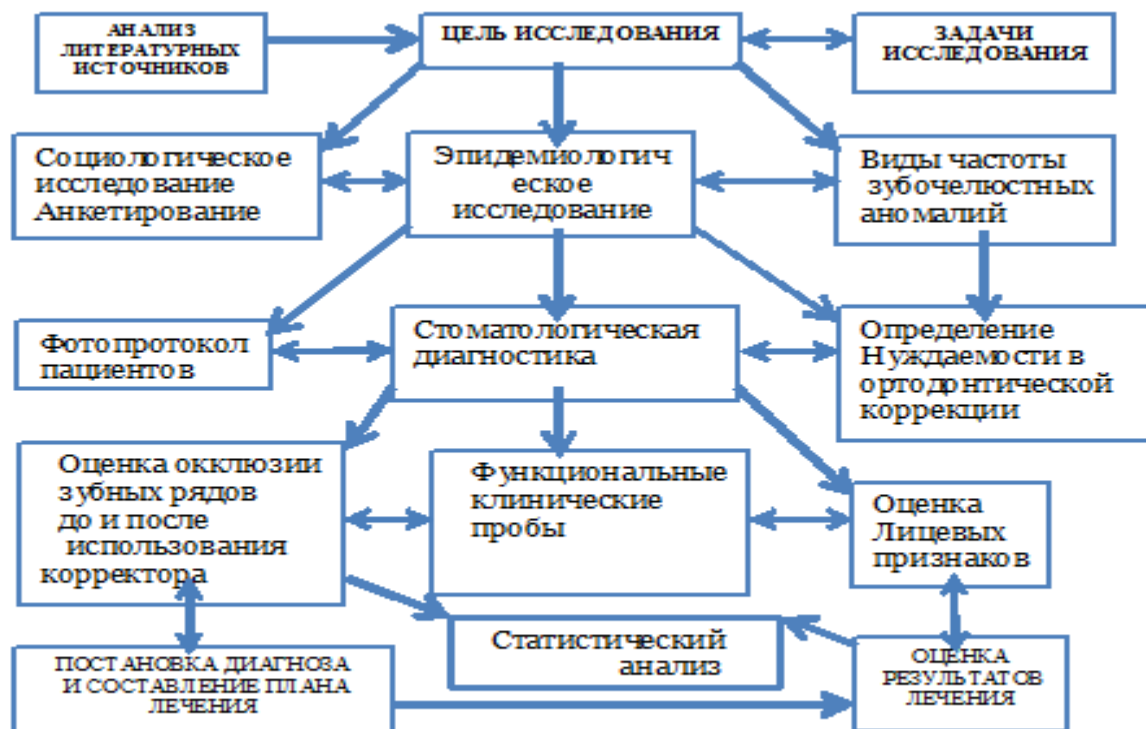 АНАЛИЗ
ЛИТЕРАТУРНЫХ
ИСТОЧНИКОВ
ЦЕЛЬ ИССЛЕДОВАНИЯ
ЗАДАЧИ
ИССЛЕДОВАНИЯ
Социологическое
исследование
Анкетирование
Эпидемиологич
еское
исследование
Виды частоты
зубочелюстных
аномалий
Фотопротокол
пациентов
Стоматологическая
диагностика
Определение
Нуждаемости в
ортодонтической
коррекции
Оценка окклюзии
зубных рядов
до и после
использования
корректора
Функциональные
клинические
пробы
Оценка
Лицевых
признаков
Статистический
анализ
ПОСТАНОВКА ДИАГНОЗА
И СОСТАВЛЕНИЕ ПЛАНА
ЛЕЧЕНИЯ
ОЦЕНКА
РЕЗУЛЬТАТОВ
ЛЕЧЕНИЯ